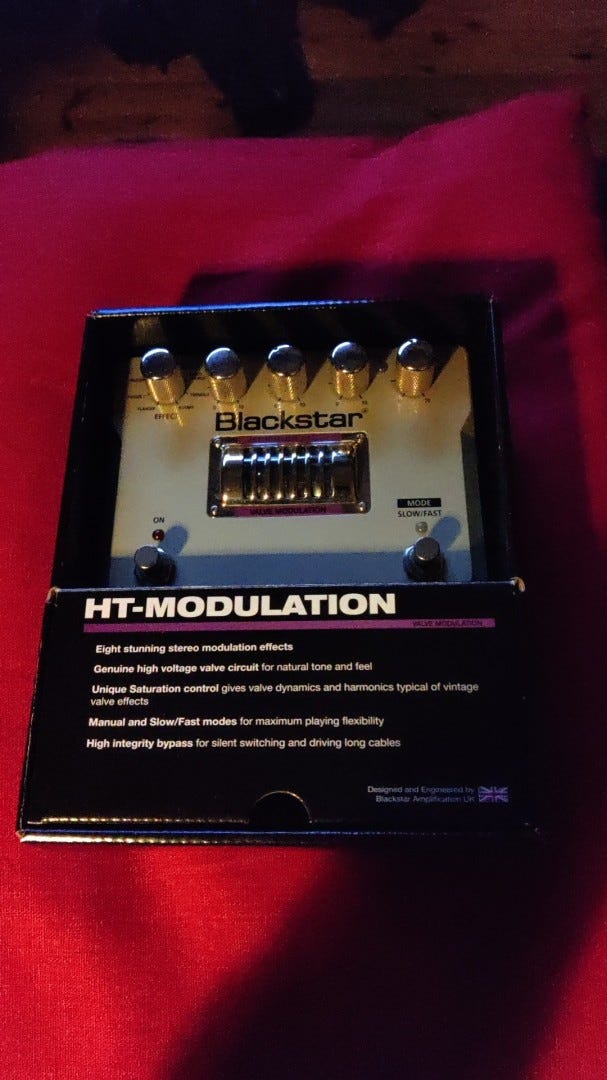 FLANGER
EFFECT
Blackstar®
VALVE MODULATION
ON
MODE
SLOW/FAST
HT-MODULATION
VALVE MODULATION
Eight stunning stereo modulation effects
Genuine high voltage valve circuit for natural tone and feel
Unique Saturation control gives valve dynamics and harmonics typical of vintage
valve effects
Manual and Slow/Fast modes for maximum playing flexibility
High integrity bypass for silent switching and driving long cables
Designed and Engineered by
Blackstar Amplification UK